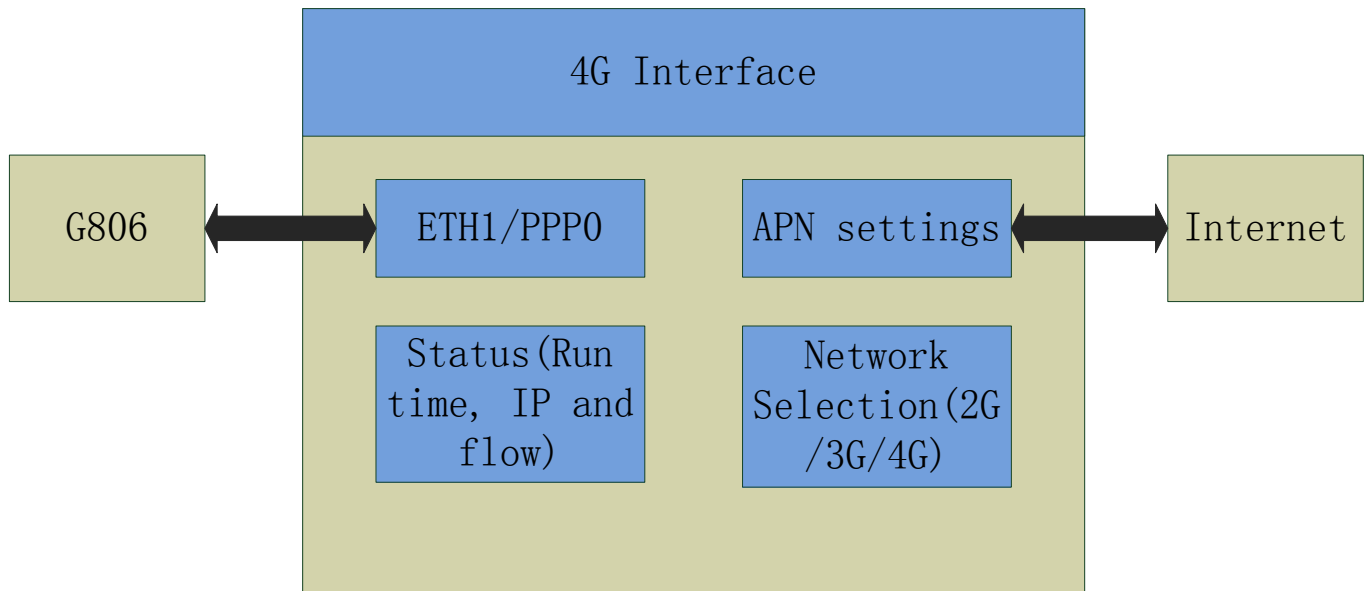 4G Interface
G806
ETH1/PPP0
APN settings
Internet
Status(Run
time, IP and
flow)
Network
Selection(2G
/3G/4G)